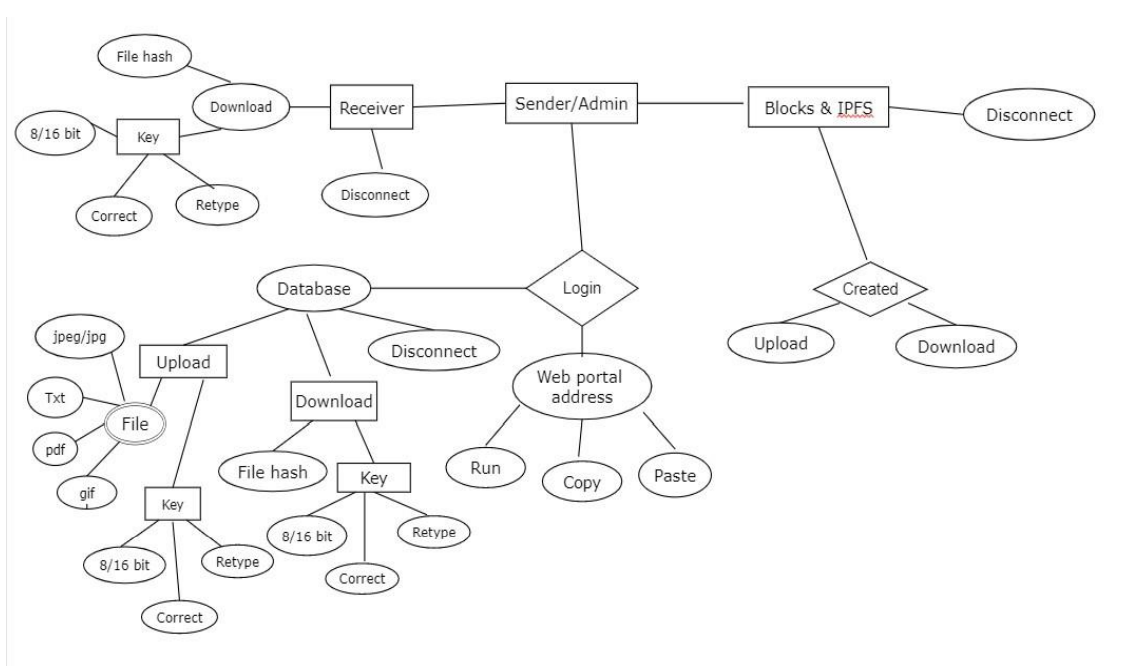 File hash
Download
Receiver
Sender/Admin
Blocks & IPFS
Disconnect
8/16 bit
Key
Correct
Retype
Disconnect
Database
Login
Created
jpeg/jpg
Upload
Disconnect
Upload
Download
Web portal
address
Txt
File
Download
pdf
gif
File hash
Key
Run
Copy
Paste
Key
8/16 bit
Retype
8/16 bit
Retype
Correct
Correct